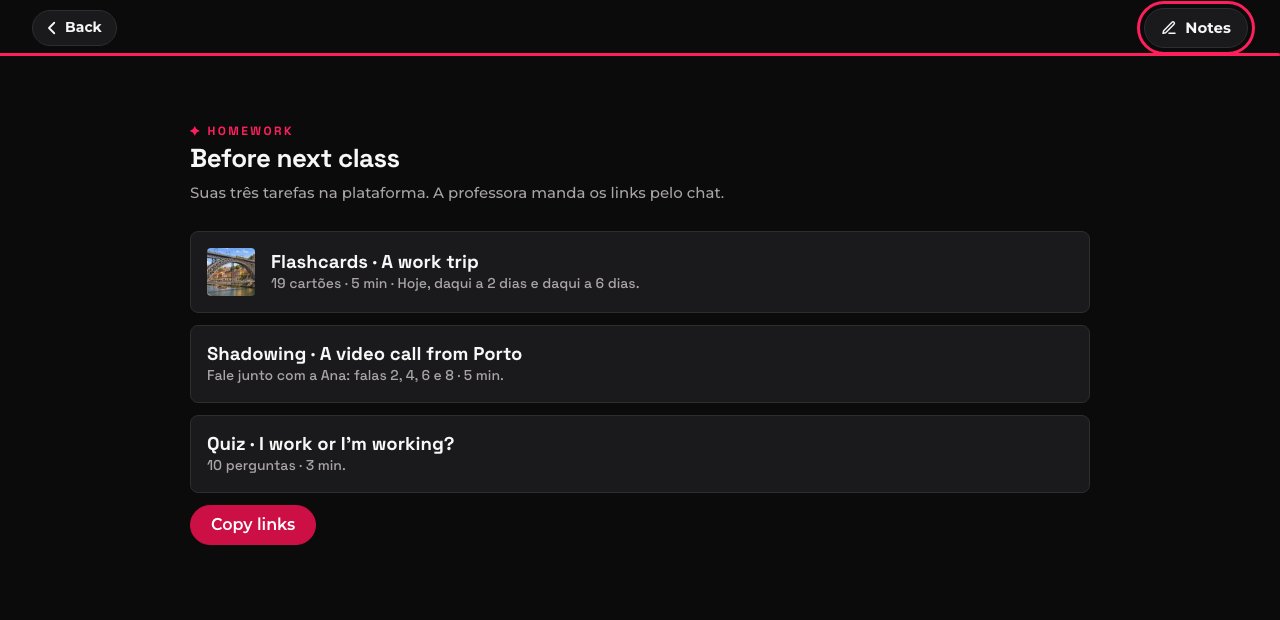 Back
Notes
HOMEWORK
Before next class
Suas três tarefas na plataforma. A professora manda os links pelo chat.
Flashcards · A work trip
19 cartões · 5 min · Hoje, daqui a 2 dias e daqui a 6 dias.
Shadowing · A video call from Porto
Fale junto com a Ana: falas 2, 4, 6 e 8 · 5 min.
Quiz · I work or I'm working?
10 perguntas · 3 min.
Copy links